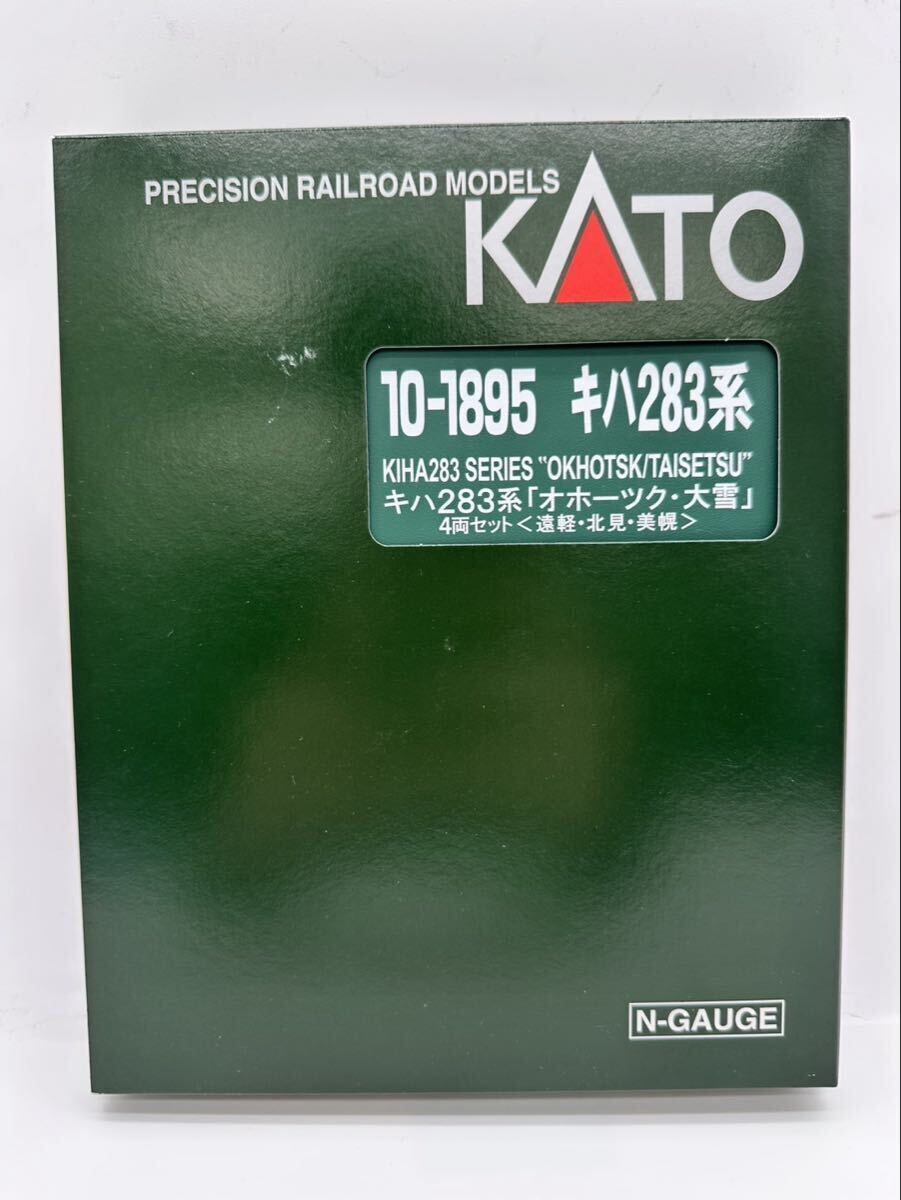 PRECISION RAILROAD MODELS
KATO
10-1895 キハ283系
KIHA283 SERIES "OKHOTSK/TAISETSU"
キハ283系「オホーツク・大雪」
4両セット<遠軽・北見・美幌>
N-GAUGE